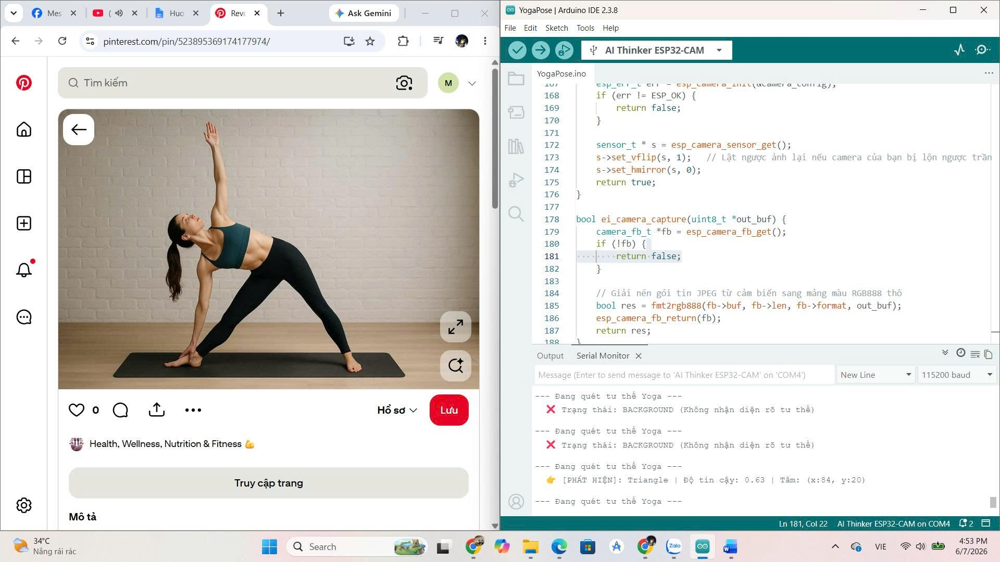 Mes
(
Huo
Rev
Ask Gemini
pinterest.com/pin/523895369174177974/
Tìm kiếm
M
0
Hồ sơ
Lưu
Health, Wellness, Nutrition & Fitness 💪
Truy cập trang
Mô tả
YogaPose | Arduino IDE 2.3.8
File Edit Sketch Tools Help
AI Thinker ESP32-CAM
YogaPose.ino
167 esp_err_t err = esp_camera_init(&camera_config);
168 if (err != ESP_OK) {
169 return false;
170 }
171
172 sensor_t * s = esp_camera_sensor_get();
173 s->set_vflip(s, 1); // Lật ngược ảnh lại nếu camera của bạn bị lộn ngược trần
174 s->set_hmirror(s, 0);
175 return true;
176 }
177
178 bool ei_camera_capture(uint8_t *out_buf) {
179 camera_fb_t *fb = esp_camera_fb_get();
180 if (!fb) {
181 return false;
182 }
183
184 // Giải nén gói tin JPEG từ cảm biến sang mảng màu RGB888 thô
185 bool res = fmt2rgb888(fb->buf, fb->len, fb->format, out_buf);
186 esp_camera_fb_return(fb);
187 return res;
188 }
Output Serial Monitor
Message (Enter to send message to 'AI Thinker ESP32-CAM' on 'COM4')
New Line
115200 baud
--- Đang quét tư thế Yoga ---
❌ Trạng thái: BACKGROUND (Không nhận diện rõ tư thế)
--- Đang quét tư thế Yoga ---
❌ Trạng thái: BACKGROUND (Không nhận diện rõ tư thế)
--- Đang quét tư thế Yoga ---
👉 [PHÁT HIỆN]: Triangle | Độ tin cậy: 0.63 | Tâm: (x:84, y:20)
--- Đang quét tư thế Yoga ---
Ln 181, Col 22 AI Thinker ESP32-CAM on COM4 2
34°C
Nắng rải rác
Search
Zalo
VIE
4:53 PM
6/7/2026